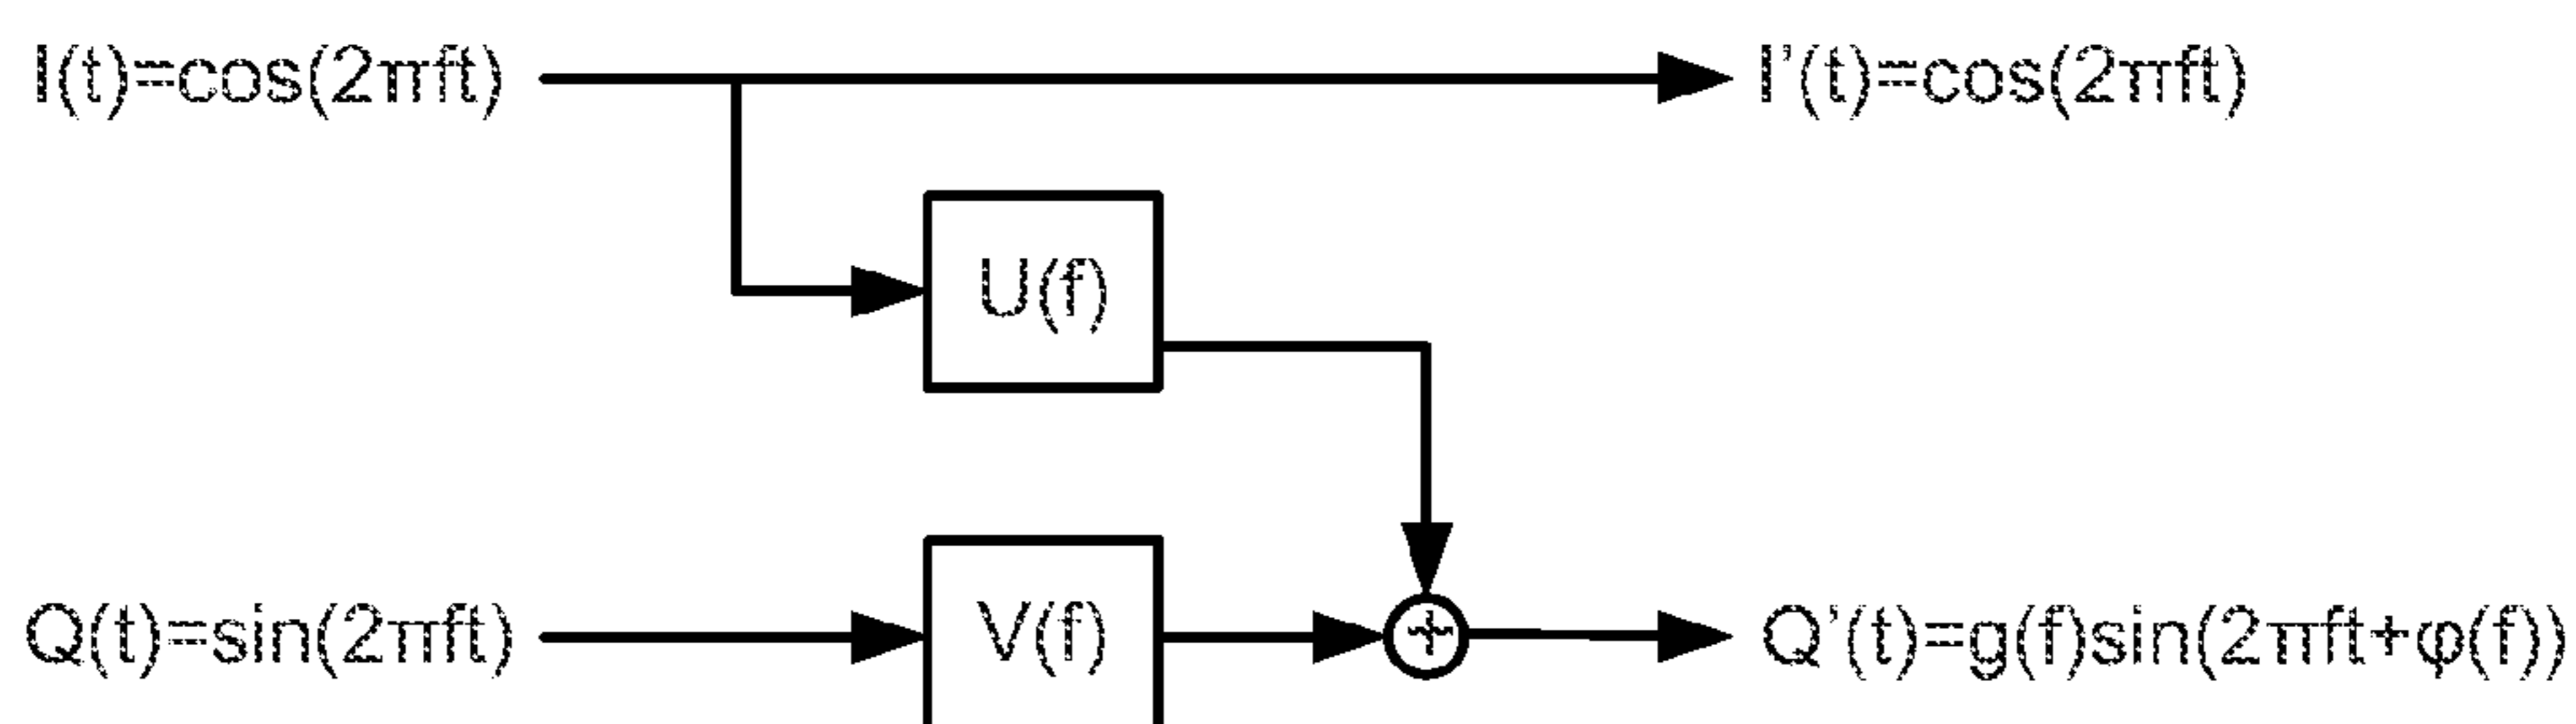 I(t)=cos(2πft) I’(t)=cos(2πft)
U(f)
Q(t)=sin(2πft) V(f) + Q’(t)=g(f)sin(2πft+φ(f))